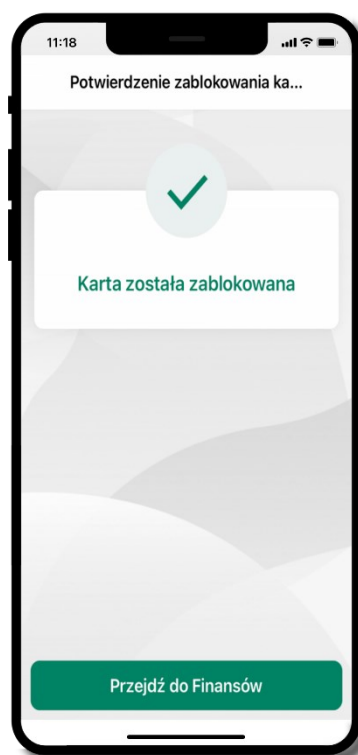 11:18
Potwierdzenie zablokowania ka...
Karta została zablokowana
Przejdź do Finansów